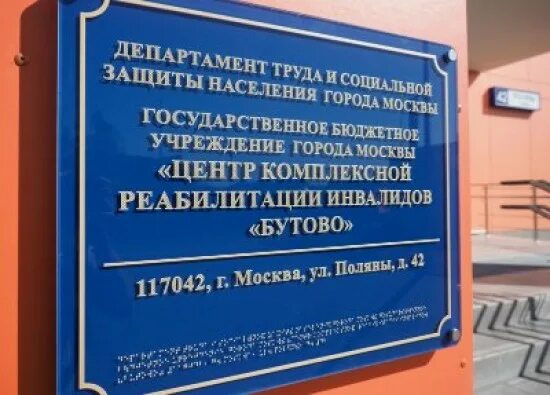 ДЕПАРТАМЕНТ ТРУДА И СОЦИАЛЬНОЙ
ЗАЩИТЫ НАСЕЛЕНИЯ ГОРОДА МОСКВЫ
ГОСУДАРСТВЕННОЕ БЮДЖЕТНОЕ
УЧРЕЖДЕНИЕ ГОРОДА МОСКВЫ
«ЦЕНТР КОМПЛЕКСНОЙ
РЕАБИЛИТАЦИИ ИНВАЛИДОВ
«БУТОВО»
117042, г. Москва, ул. Поляны, д. 42